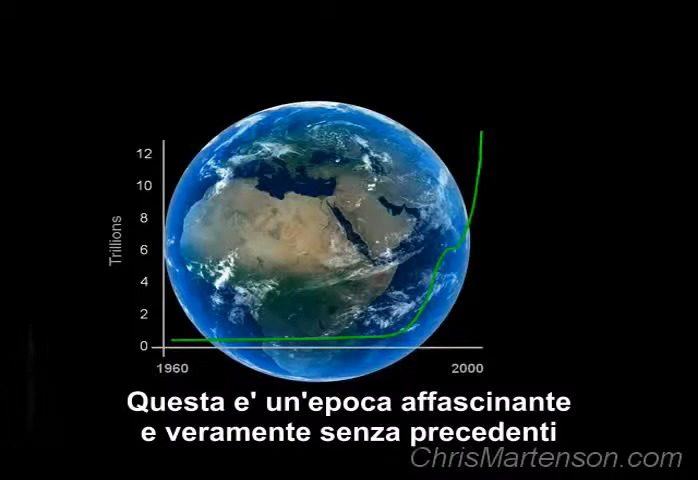 12
10
8
6
4
2
0
Trillions
1960 2000
Questa e' un'epoca affascinante
e veramente senza precedenti
ChrisMartenson.com